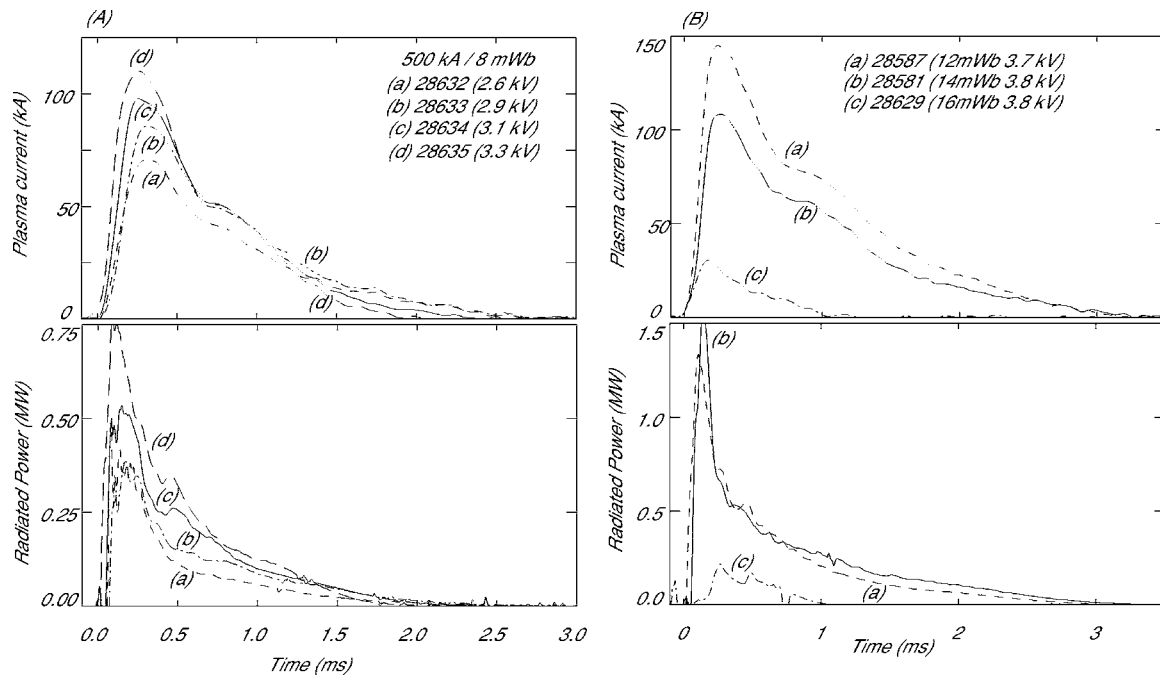 (A)
500 kA / 8 mWb
(a) 28632 (2.6 kV)
(b) 28633 (2.9 kV)
(c) 28634 (3.1 kV)
(d) 28635 (3.3 kV)
(d)
(c)
(b)
(a)
(b)
(d)
100
50
0
Plasma current (kA)
0.75
0.50
0.25
0.00
Radiated Power (MW)
(d)
(c)
(b)
(a)
0.0 0.5 1.0 1.5 2.0 2.5 3.0
Time (ms)
(B)
(a) 28587 (12mWb 3.7 kV)
(b) 28581 (14mWb 3.8 kV)
(c) 28629 (16mWb 3.8 kV)
150
100
50
0
Plasma current (kA)
(a)
(b)
(c)
1.5
1.0
0.5
0.0
Radiated Power (MW)
(b)
(c)
(a)
0 1 2 3
Time (ms)